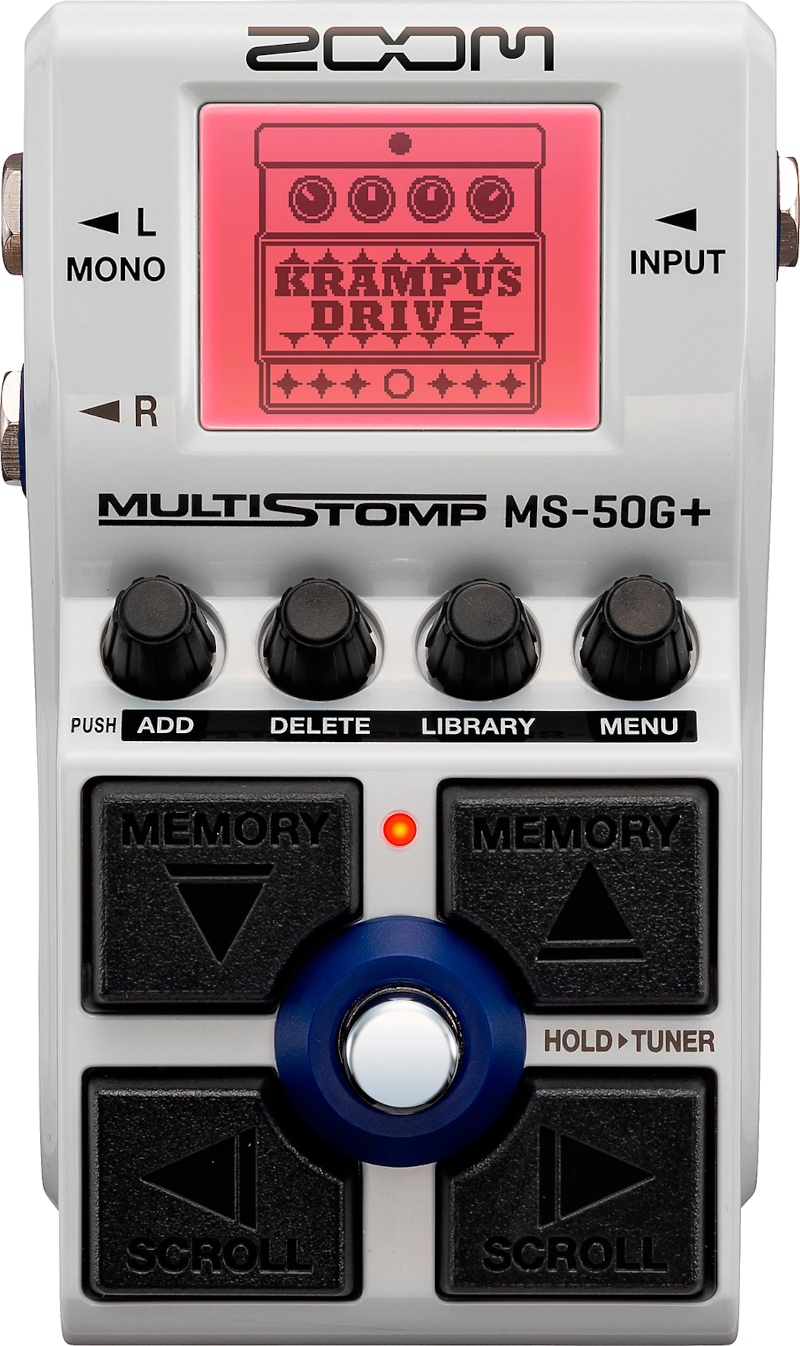 ZOOM
L
MONO
INPUT
R
KRAMPUS
DRIVE
MULTISTOMP MS-50G+
PUSH ADD DELETE LIBRARY MENU
MEMORY MEMORY
HOLD▸TUNER
SCROLL SCROLL